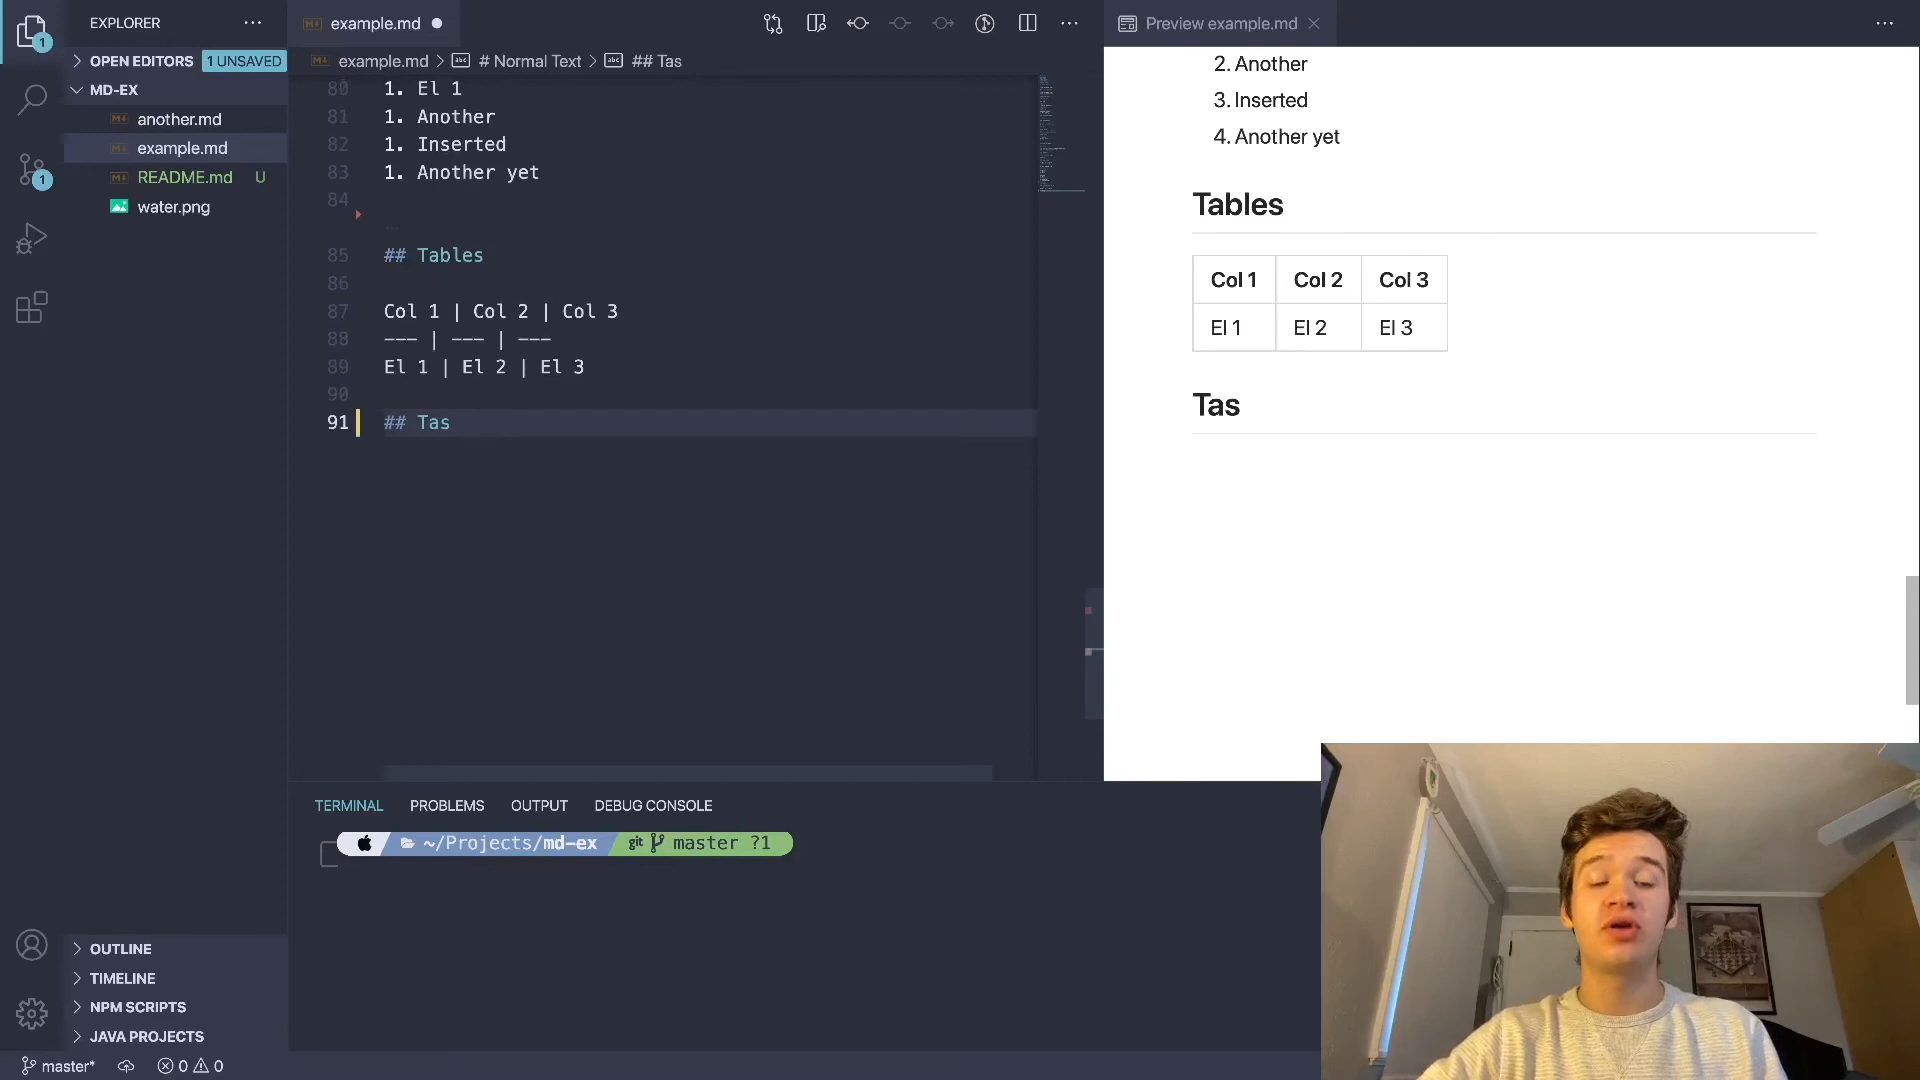 EXPLORER
OPEN EDITORS 1 UNSAVED
MD-EX
another.md
example.md
README.md U
water.png
OUTLINE
TIMELINE
NPM SCRIPTS
JAVA PROJECTS
1
1
example.md
example.md > # Normal Text > ## Tas
80 1. El 1
81 1. Another
82 1. Inserted
83 1. Another yet
84
...
85 ## Tables
86
87 Col 1 | Col 2 | Col 3
88 --- | --- | ---
89 El 1 | El 2 | El 3
90
91 ## Tas
Preview example.md
2. Another
3. Inserted
4. Another yet
Tables
Col 1 Col 2 Col 3
El 1 El 2 El 3
Tas
TERMINAL PROBLEMS OUTPUT DEBUG CONSOLE
~/Projects/md-ex git master ?1
master* 0 0